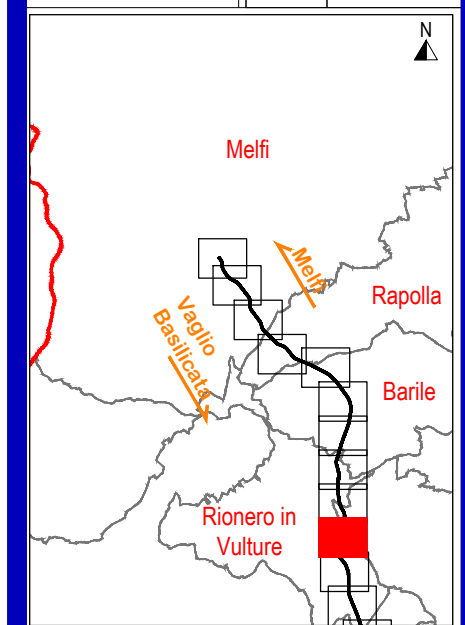 N
Melfi
Melfi
Rapolla
Vaglio
Basilicata
Barile
Rionero in
Vulture